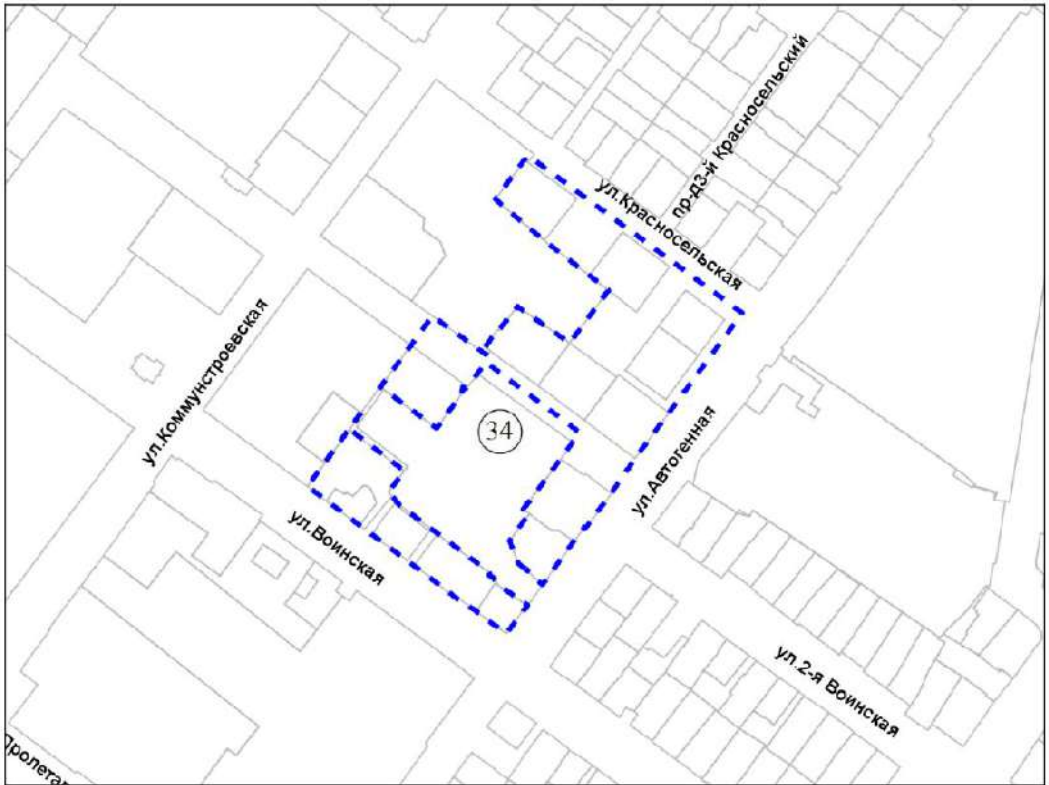 пр-д3-й Красносельский
ул.Красносельская
ул.Коммунстроевская
34
ул.Автогенная
ул.Воинская
ул.2-я Воинская